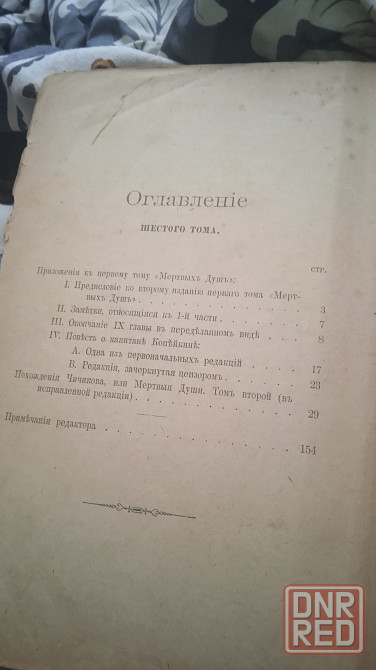 Оглавленіе
ШЕСТОГО ТОМА.
СТР.
Приложенія къ первому тому «Мертвыхъ Душъ»:
I. Предисловіе ко второму изданію перваго тома «Мерт-
выхъ Душъ» . . . . . . . . . . . . . 3
II. Замѣтки, относящіяся къ 1-й части . . . . . 7
III. Окончаніе IX главы въ передѣланномъ видѣ . . . 8
IV. Повѣсть о капитанѣ Копѣйкинѣ:
А. Одна изъ первоначальныхъ редакцій . . . . 17
В. Редакція, зачеркнутая цензоромъ . . . . . . 23
Похожденія Чичикова, или Мертвыя Души. Томъ второй (въ
исправленной редакціи) . . . . . . . . . . . 29
Примѣчанія редактора . . . . . . . . . . . 154
DNR
RED